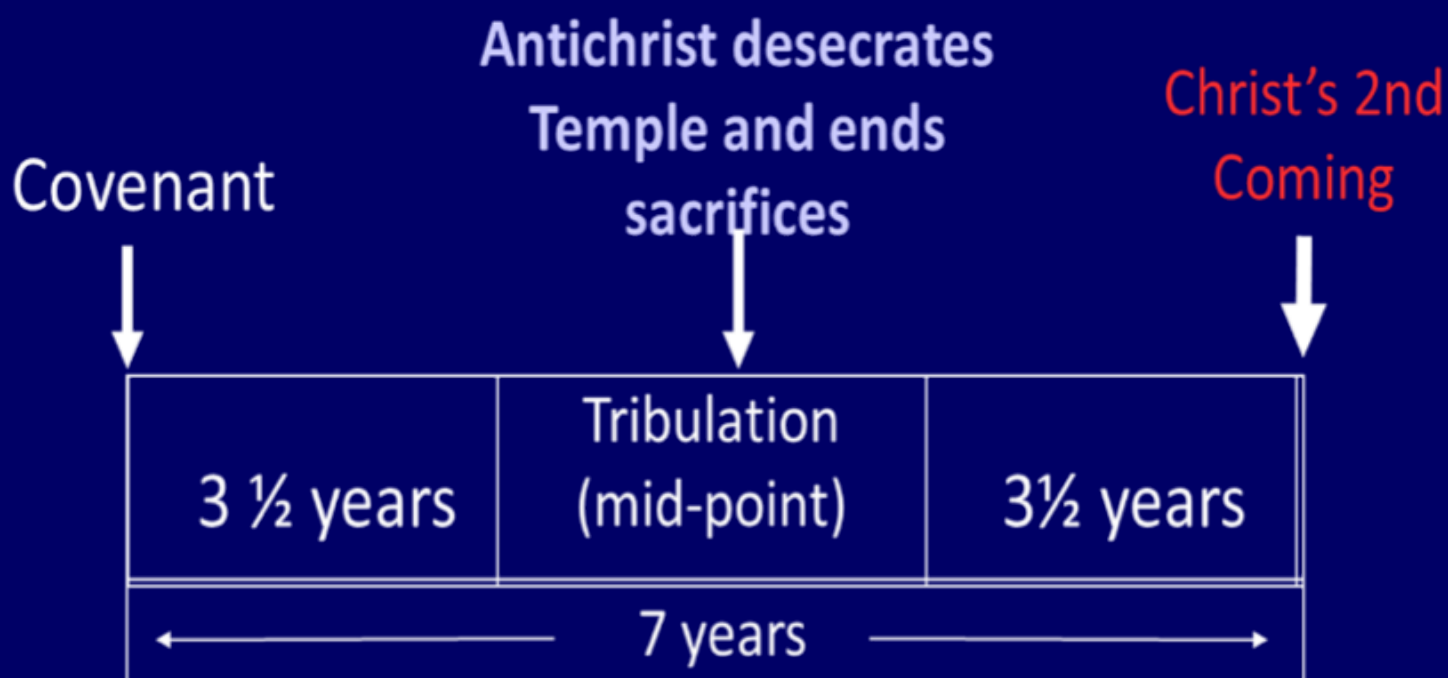 Antichrist desecrates
Temple and ends
sacrifices
Christ's 2nd
Coming
Covenant
Tribulation
(mid-point)
3 ½ years
3½ years
7 years